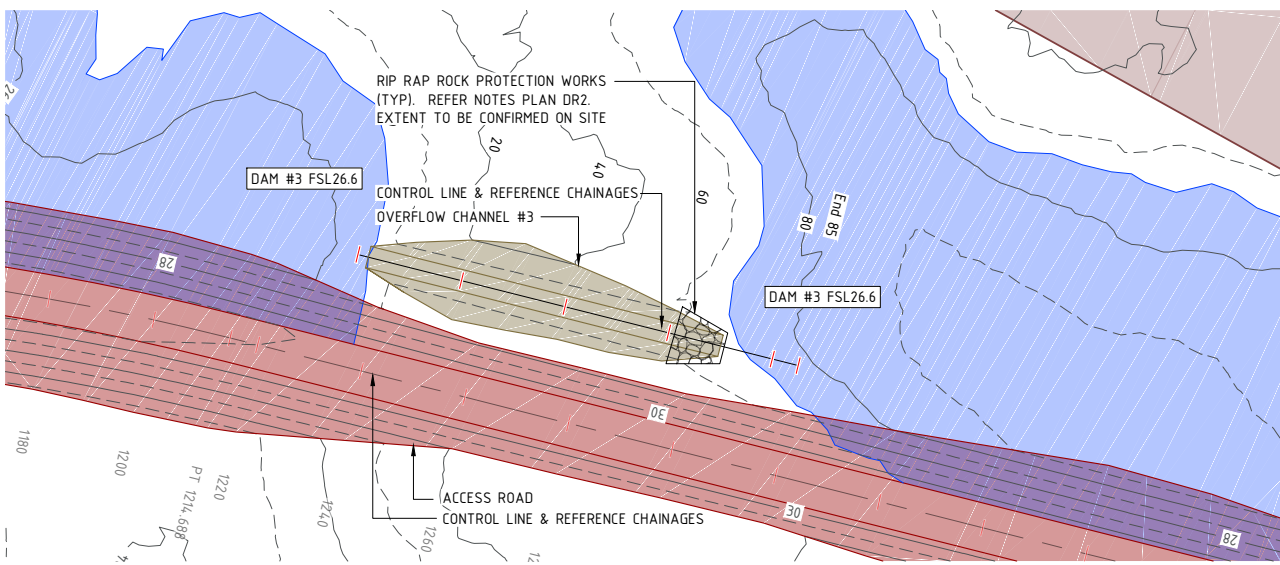 RIP RAP ROCK PROTECTION WORKS
(TYP). REFER NOTES PLAN DR2.
EXTENT TO BE CONFIRMED ON SITE
20
40
60
80
End 85
DAM #3 FSL26.6
CONTROL LINE & REFERENCE CHAINAGES
OVERFLOW CHANNEL #3
28
DAM #3 FSL26.6
30
30
28
1180
1200
PT 1214.688
1220
1240
1260
ACCESS ROAD
CONTROL LINE & REFERENCE CHAINAGES